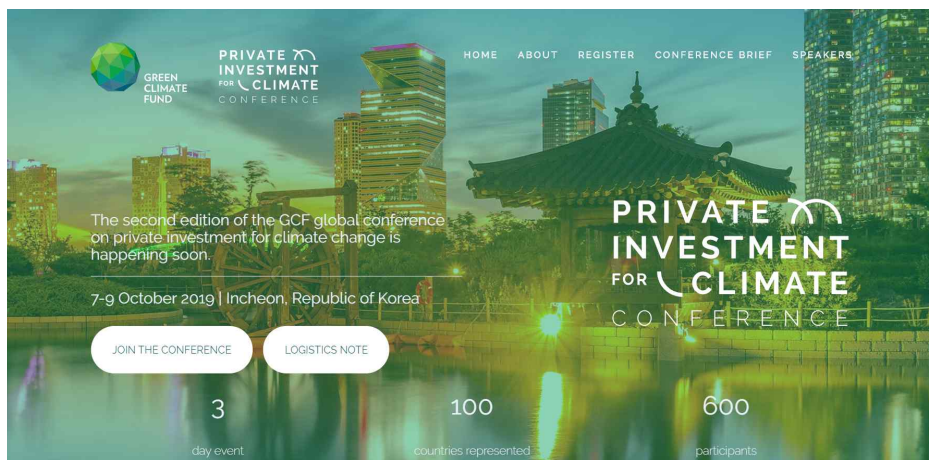 GREEN
CLIMATE
FUND
PRIVATE
INVESTMENT
FOR CLIMATE
CONFERENCE
HOME ABOUT REGISTER CONFERENCE BRIEF SPEAKERS
The second edition of the GCF global conference
on private investment for climate change is
happening soon.
7-9 October 2019 | Incheon, Republic of Korea
JOIN THE CONFERENCE LOGISTICS NOTE
PRIVATE
INVESTMENT
FOR CLIMATE
CONFERENCE
3 100 600
day event countries represented participants